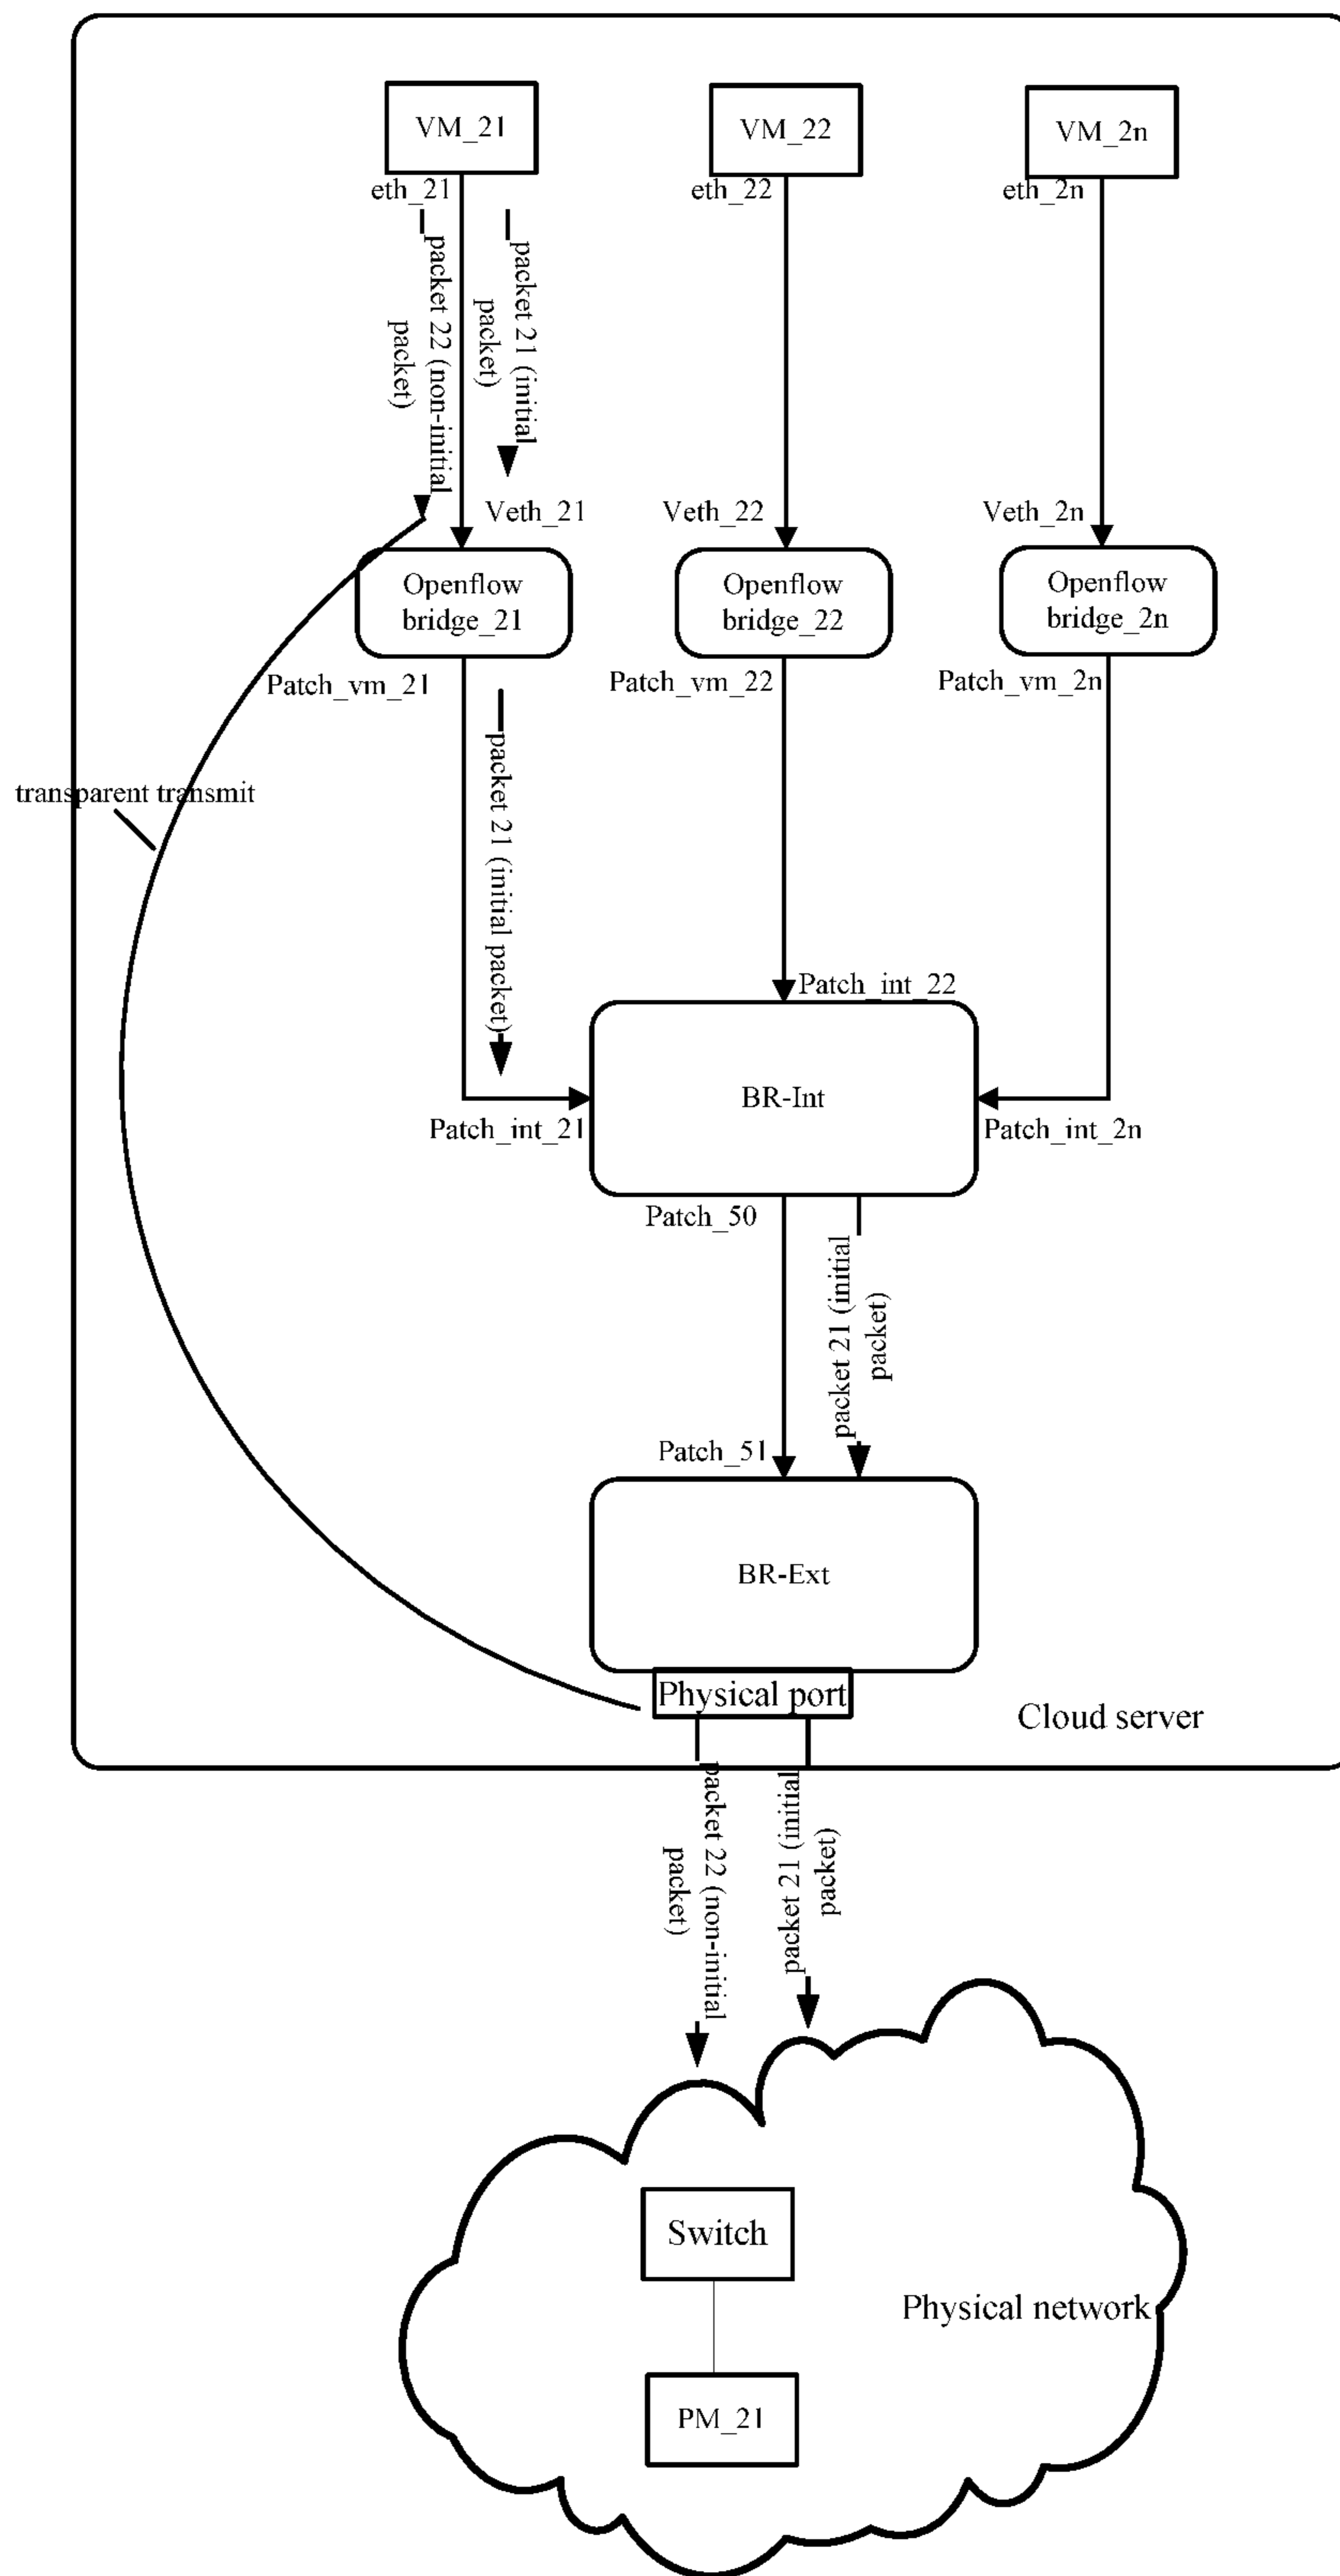 VM_21
VM_22
VM_2n
eth_21
eth_22
eth_2n
packet 22 (non-initial
packet)
packet 21 (initial
packet)
Veth_21
Veth_22
Veth_2n
Openflow
bridge_21
Openflow
bridge_22
Openflow
bridge_2n
Patch_vm_21
Patch_vm_22
Patch_vm_2n
transparent transmit
packet 21 (initial packet)
Patch_int_22
BR-Int
Patch_int_21
Patch_int_2n
Patch_50
packet 21 (initial
packet)
Patch_51
BR-Ext
Physical port
Cloud server
packet 22 (non-initial
packet)
packet 21 (initial
packet)
Switch
Physical network
PM_21